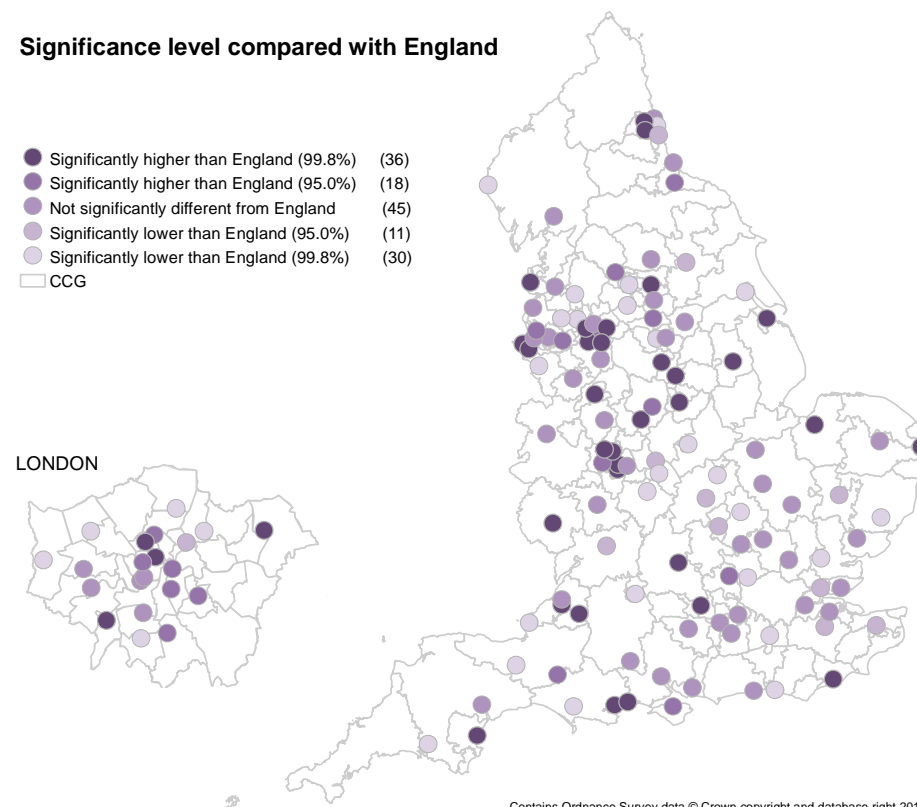 Significance level compared with England
Significantly higher than England (99.8%) (36)
Significantly higher than England (95.0%) (18)
Not significantly different from England (45)
Significantly lower than England (95.0%) (11)
Significantly lower than England (99.8%) (30)
CCG
LONDON
Contains Ordnance Survey data © Crown copyright and database right 201